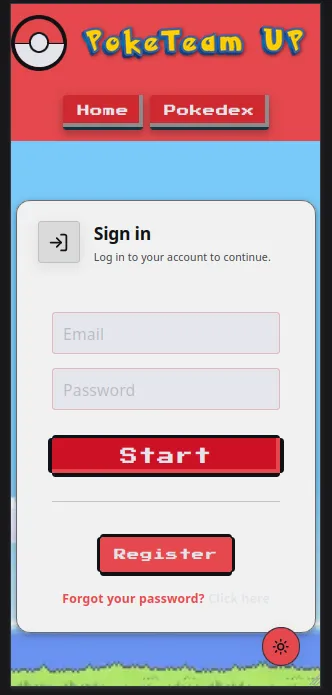 PokeTeam UP
Home Pokedex
Sign in
Log in to your account to continue.
Email
Password
Start
Register
Forgot your password? Click here